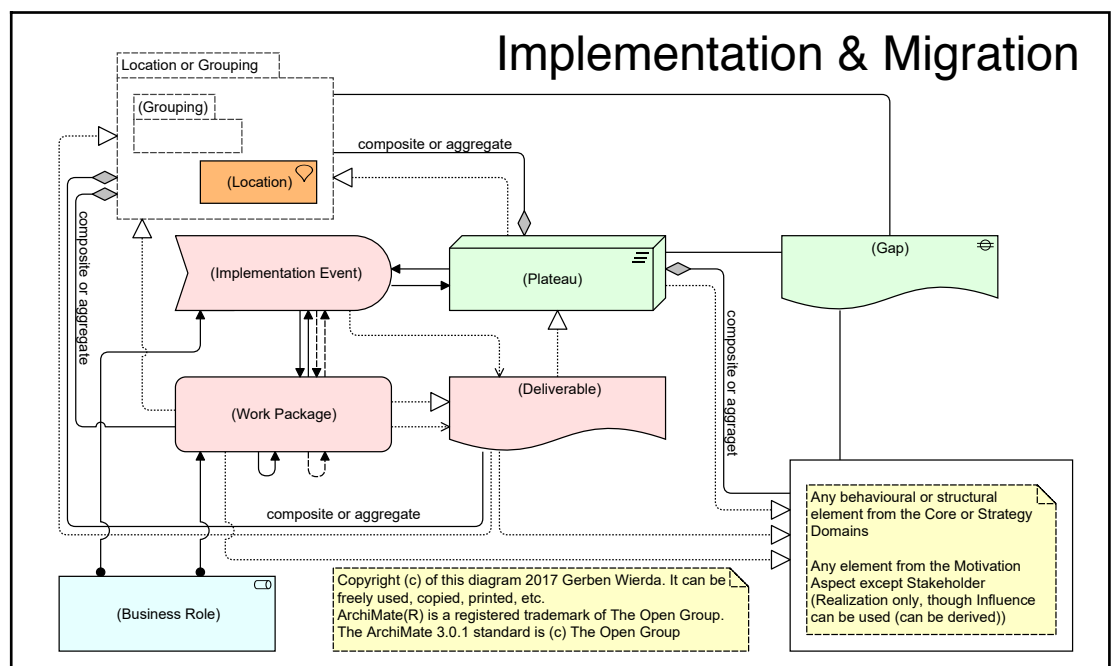 Implementation & Migration
Location or Grouping
(Grouping)
(Location)
composite or aggregate
composite or aggregate
(Implementation Event)
(Plateau)
(Gap)
composite or aggraget
(Work Package)
(Deliverable)
composite or aggregate
(Business Role)
Copyright (c) of this diagram 2017 Gerben Wierda. It can be
freely used, copied, printed, etc.
ArchiMate(R) is a registered trademark of The Open Group.
The ArchiMate 3.0.1 standard is (c) The Open Group
Any behavioural or structural
element from the Core or Strategy
Domains
Any element from the Motivation
Aspect except Stakeholder
(Realization only, though Influence
can be used (can be derived))